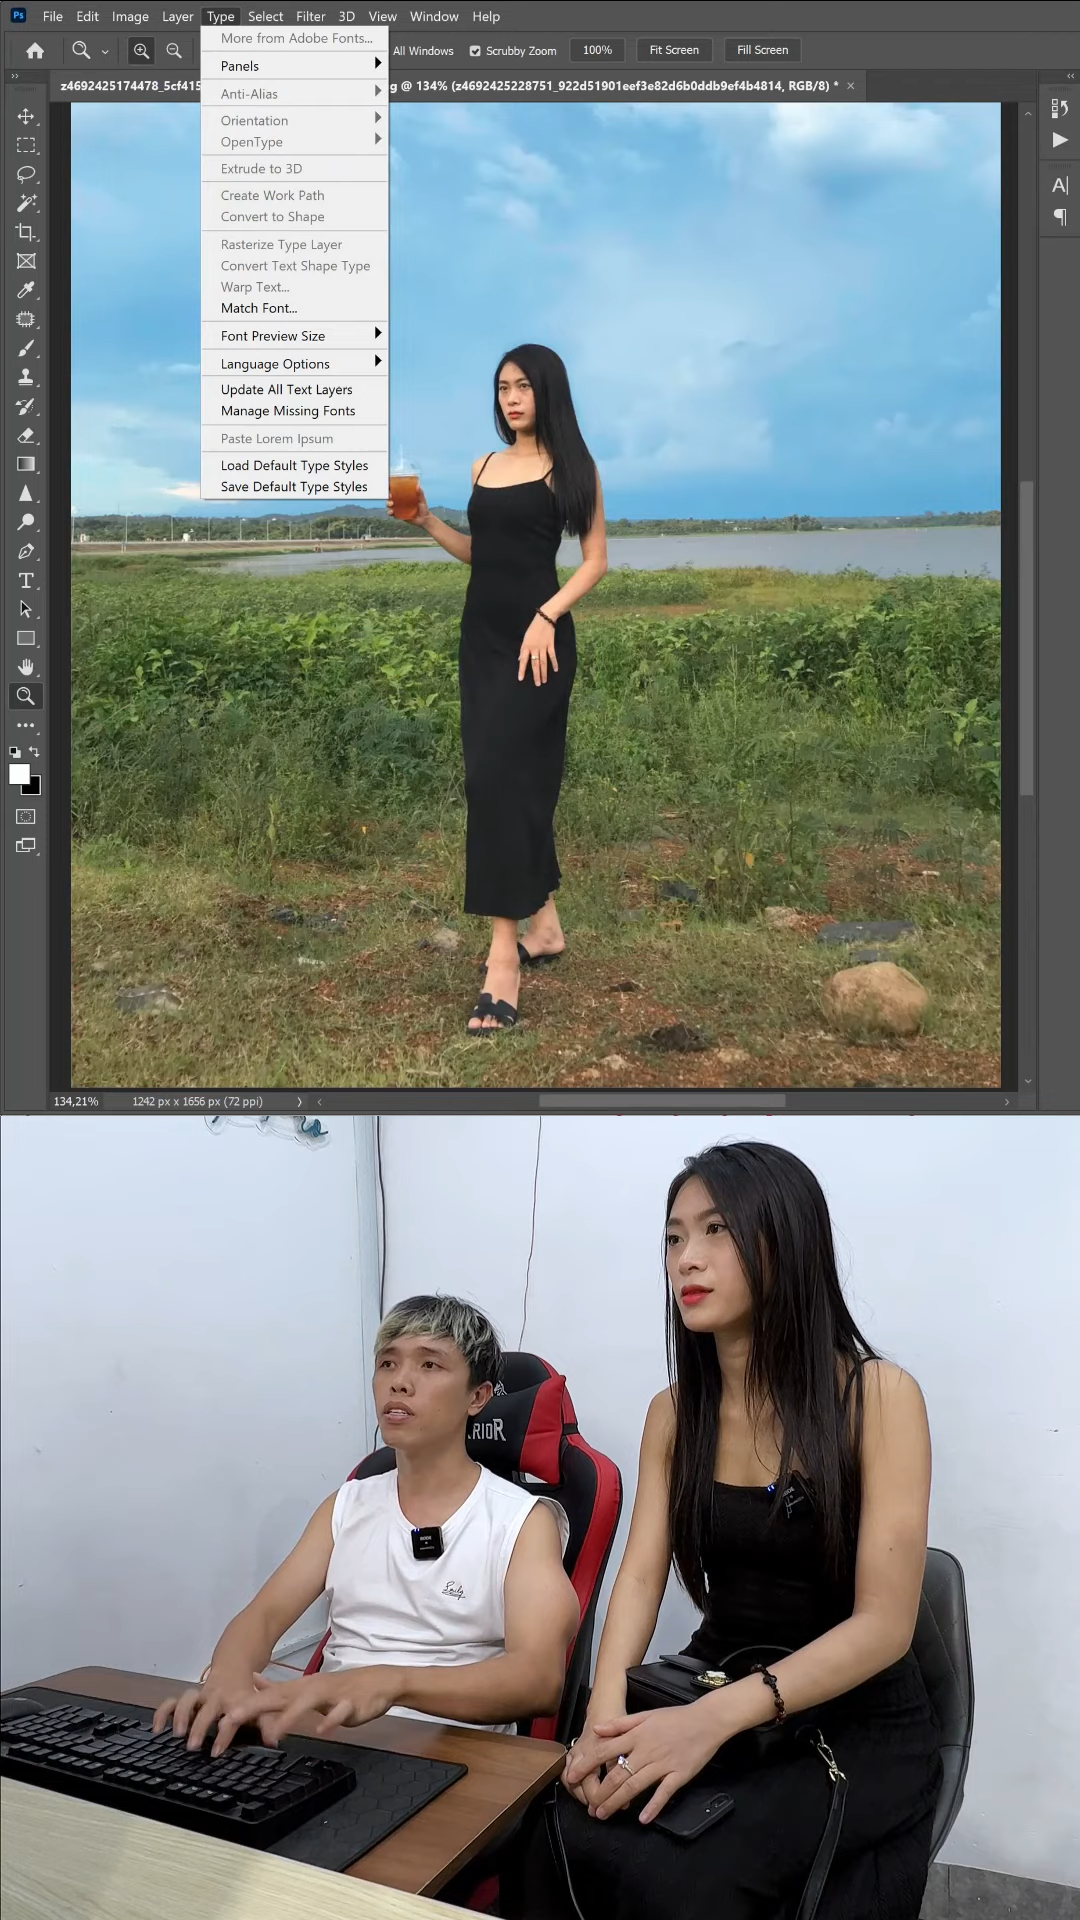 Ps File Edit Image Layer Type Select Filter 3D View Window Help
All Windows Scrubby Zoom 100% Fit Screen Fill Screen
z4692425174478_5cf415
g @ 134% (z4692425228751_922d51901eef3e82d6b0ddb9ef4b4814, RGB/8) *
More from Adobe Fonts...
Panels
Anti-Alias
Orientation
OpenType
Extrude to 3D
Create Work Path
Convert to Shape
Rasterize Type Layer
Convert Text Shape Type
Warp Text...
Match Font...
Font Preview Size
Language Options
Update All Text Layers
Manage Missing Fonts
Paste Lorem Ipsum
Load Default Type Styles
Save Default Type Styles
134,21% 1242 px x 1656 px (72 ppi)
RIOR
RODE
RODE